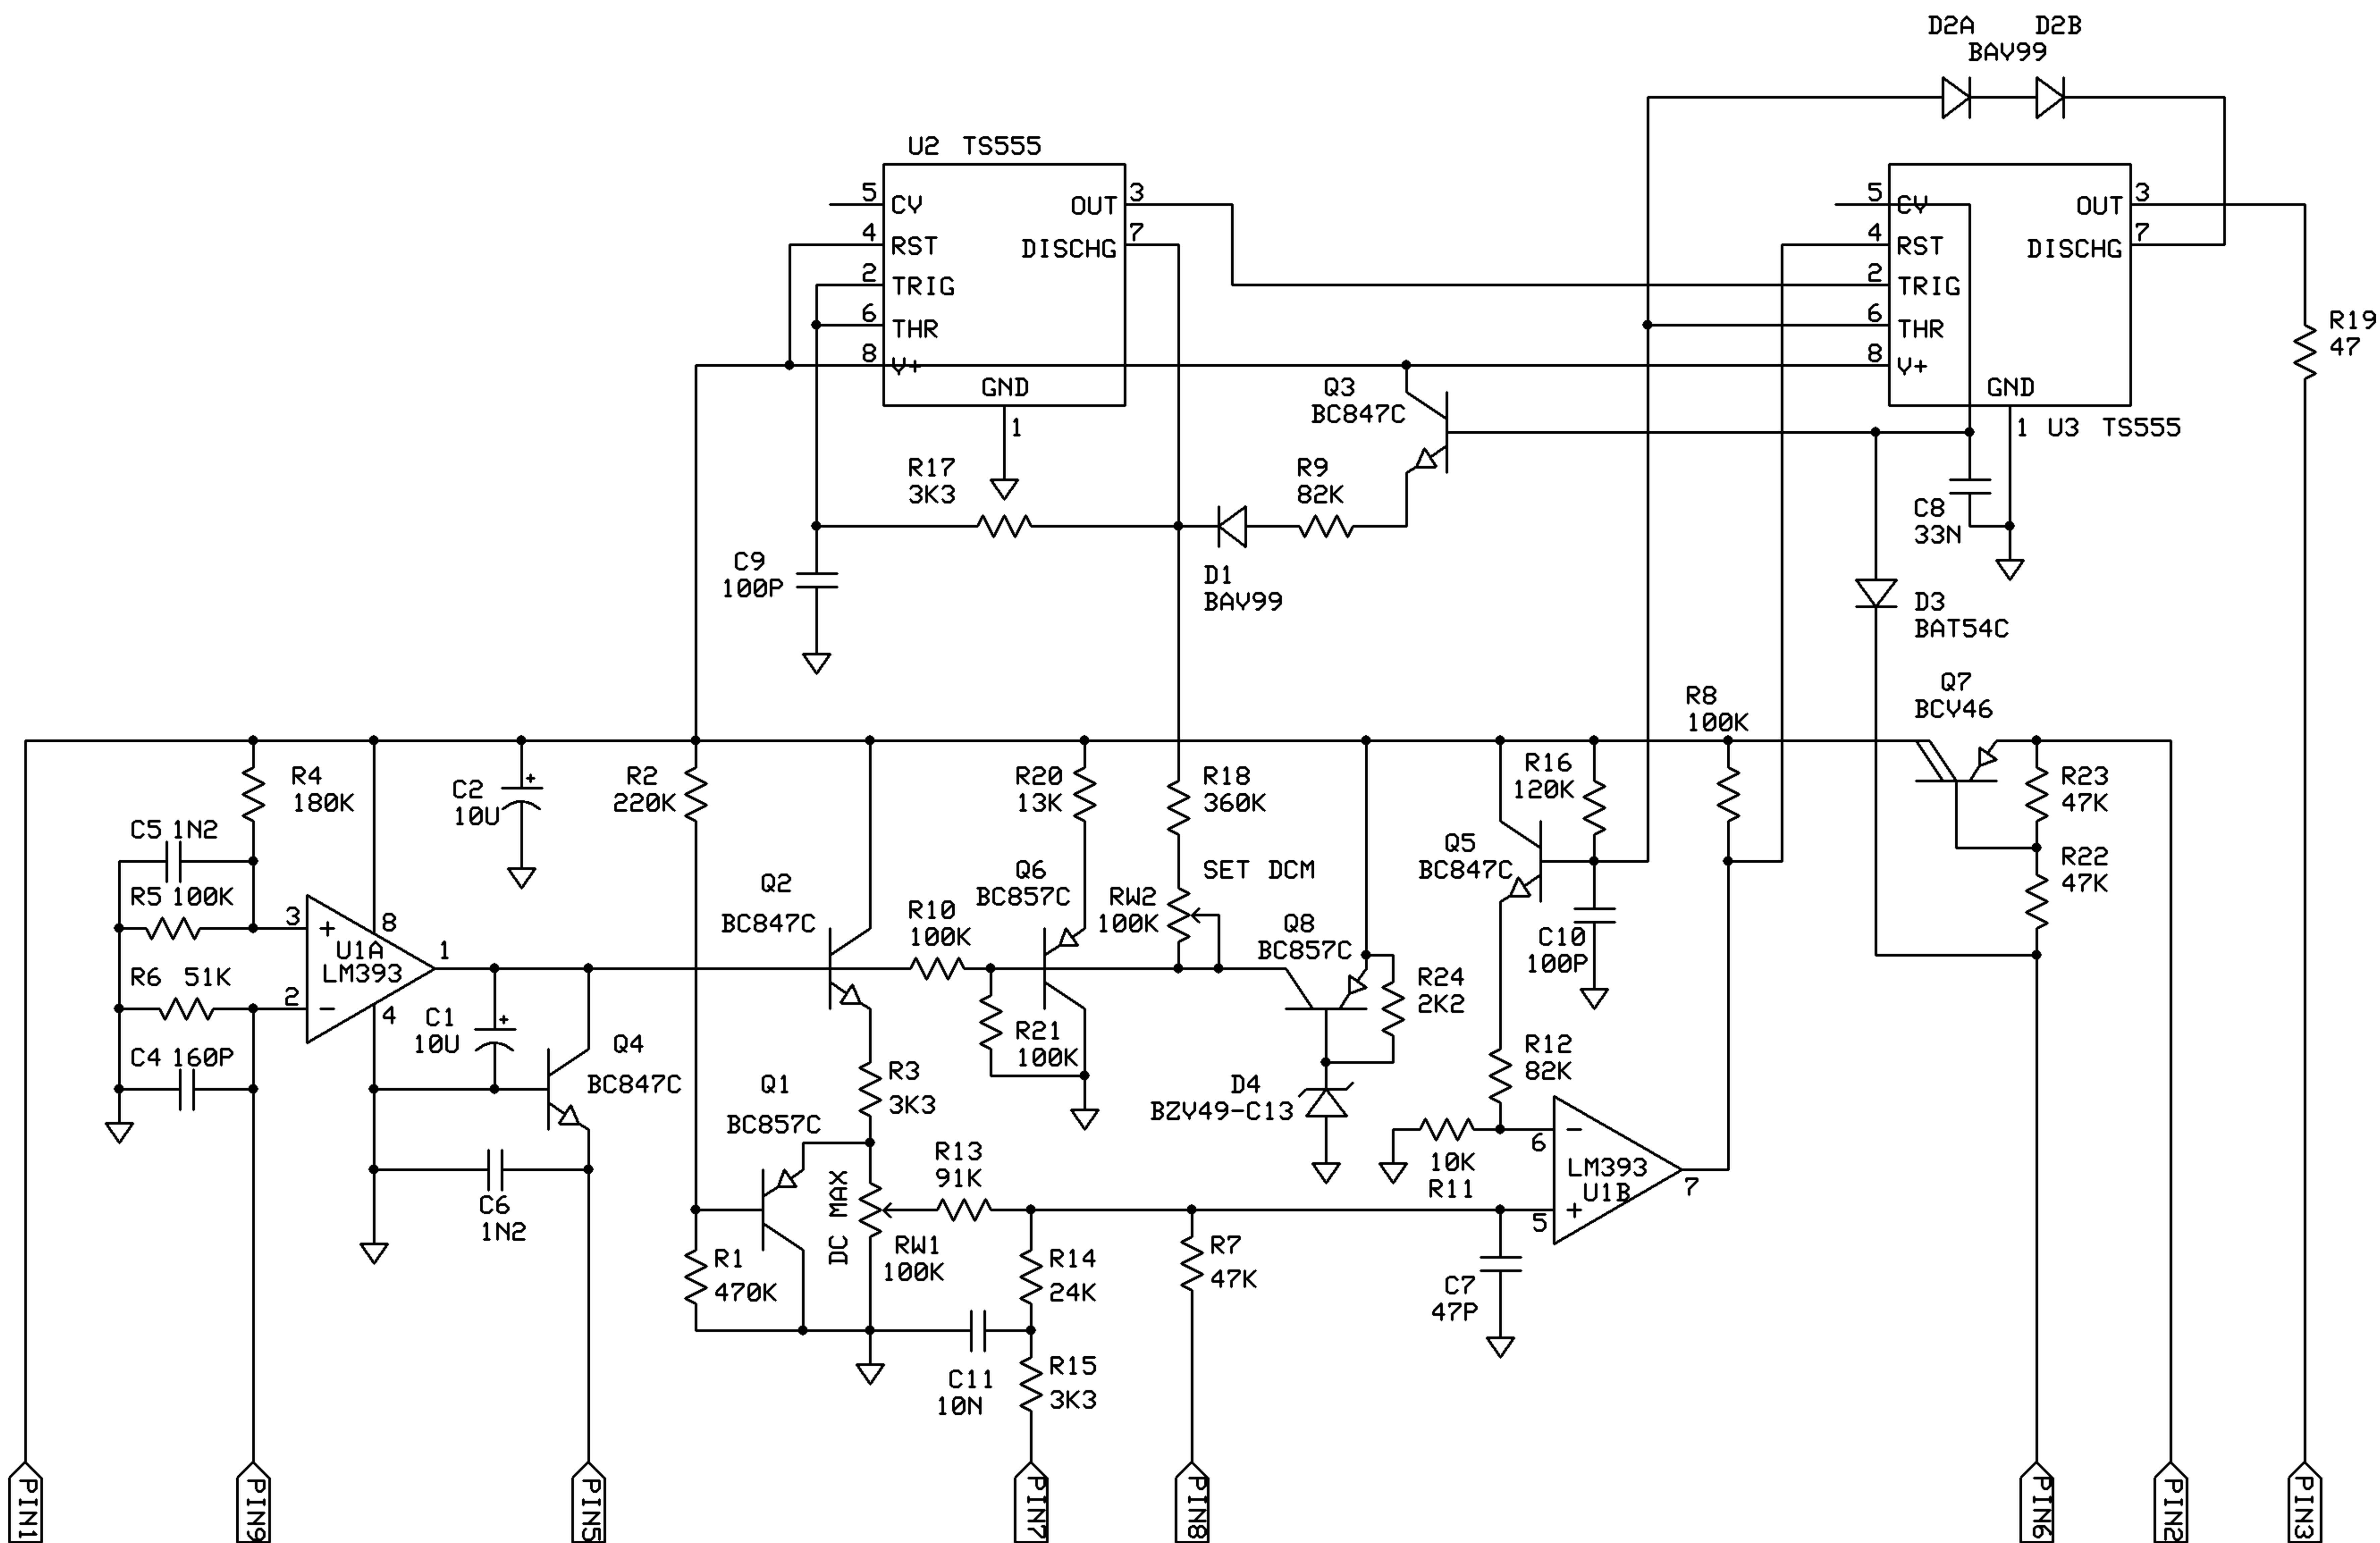 D2A D2B
BAV99
U2 TS555
5 CV
4 RST
2 TRIG
6 THR
8 V+
OUT 3
DISCHG 7
GND
1
5 CV
4 RST
2 TRIG
6 THR
8 V+
OUT 3
DISCHG 7
GND
1 U3 TS555
R19
47
Q3
BC847C
R17
3K3
R9
82K
C8
33N
C9
100P
D1
BAV99
D3
BAT54C
Q7
BCV46
R8
100K
R4
180K
C2
10U
+
R2
220K
R20
13K
R18
360K
R16
120K
R23
47K
C5 1N2
R5 100K
R6 51K
C4 160P
3
+
8
U1A
LM393
1
2
-
4
C1
10U
+
Q4
BC847C
Q2
BC847C
R10
100K
Q6
BC857C
SET DCM
RW2
100K
Q8
BC857C
Q5
BC847C
R22
47K
C10
100P
R24
2K2
R21
100K
R3
3K3
Q1
BC857C
D4
BZV49-C13
R12
82K
10K
R11
6
-
LM393
U1B
7
5
+
C6
1N2
DC MAX
R13
91K
RW1
100K
R1
470K
R14
24K
R7
47K
C7
47P
C11
10N
R15
3K3
PIN1
PIN9
PIN5
PIN7
PIN8
PIN6
PIN2
PIN3